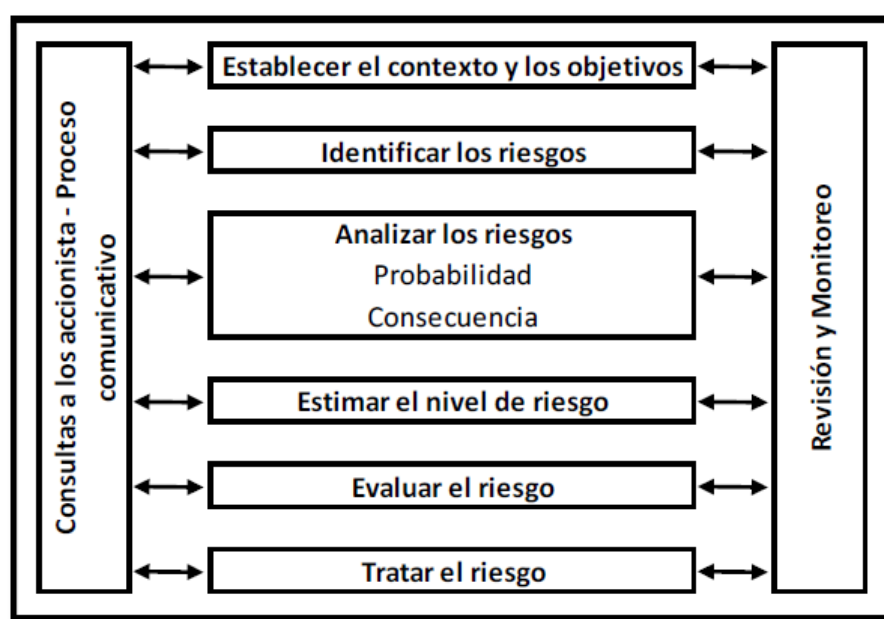 Consultas a los accionista - Proceso
comunicativo
Establecer el contexto y los objetivos
Identificar los riesgos
Analizar los riesgos
Probabilidad
Consecuencia
Estimar el nivel de riesgo
Evaluar el riesgo
Tratar el riesgo
Revisión y Monitoreo